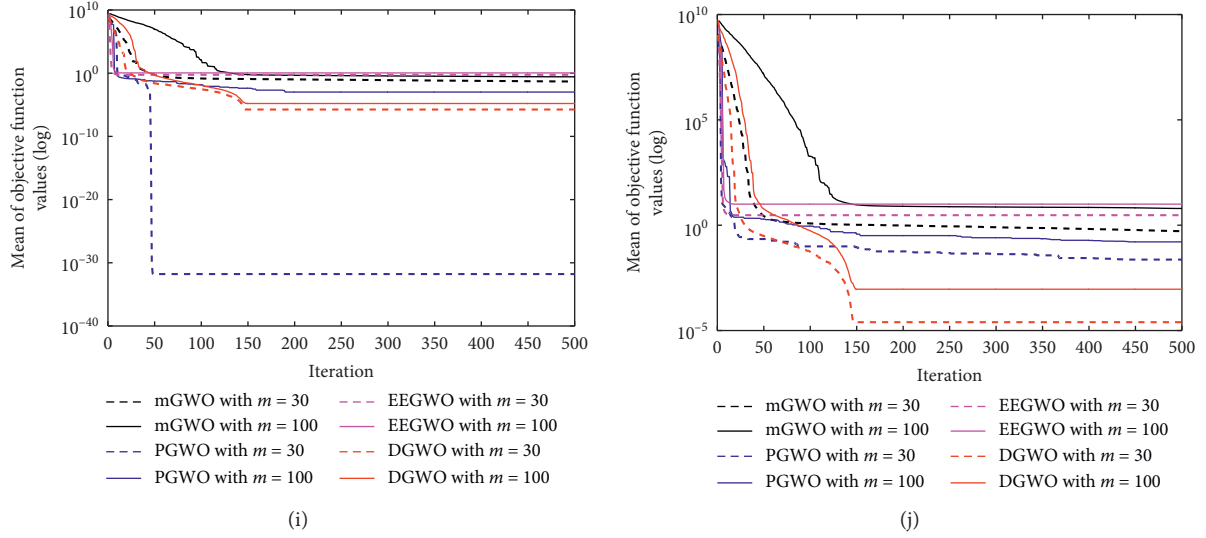 10^10
10^0
10^−10
10^−20
10^−30
10^−40
Mean of objective function
values (log)
0 50 100 150 200 250 300 350 400 450 500
Iteration
mGWO with m = 30
mGWO with m = 100
PGWO with m = 30
PGWO with m = 100
EEGWO with m = 30
EEGWO with m = 100
DGWO with m = 30
DGWO with m = 100
(i)
10^10
10^5
10^0
10^−5
Mean of objective function
values (log)
0 50 100 150 200 250 300 350 400 450 500
Iteration
mGWO with m = 30
mGWO with m = 100
PGWO with m = 30
PGWO with m = 100
EEGWO with m = 30
EEGWO with m = 100
DGWO with m = 30
DGWO with m = 100
(j)